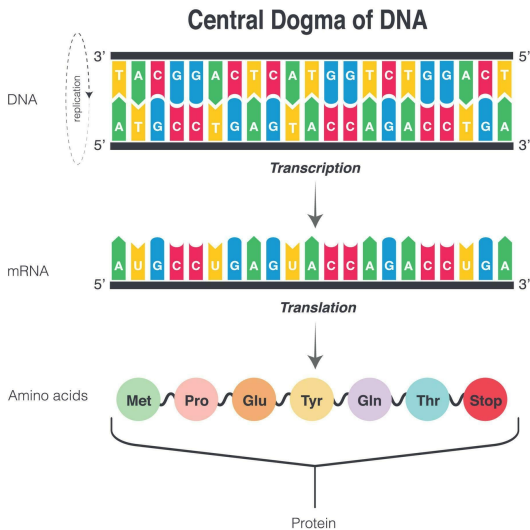 Central Dogma of DNA
3' 5'
T A C G G A C T C A T G G T C T G G A C T
replication
DNA
A T G C C T G A G T A C C A G A C C T G A
5' 3'
Transcription
A U G C C U G A G U A C C A G A C C U G A
mRNA
5' 3'
Translation
Amino acids Met Pro Glu Tyr Gln Thr Stop
Protein